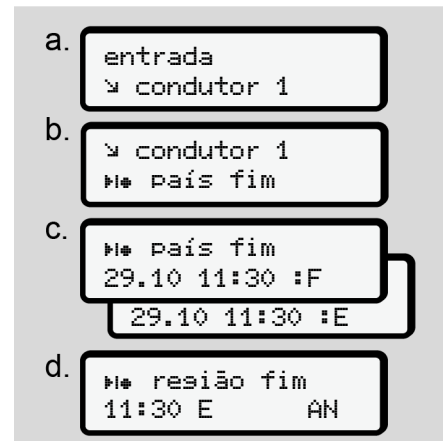 a.
entrada
↘ condutor 1
b.
↘ condutor 1
país fim
c.
país fim
29.10 11:30 :F
29.10 11:30 :E
d.
região fim
11:30 E AN